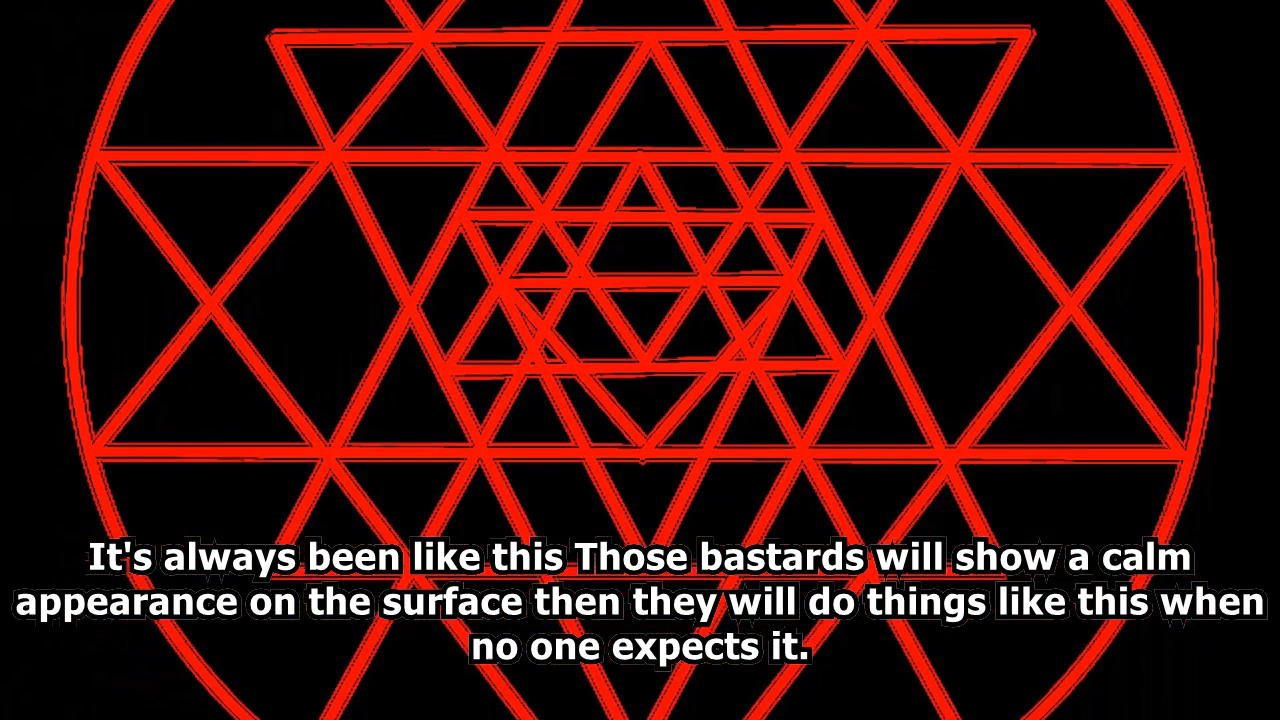 It's always been like this Those bastards will show a calm
appearance on the surface then they will do things like this when
no one expects it.